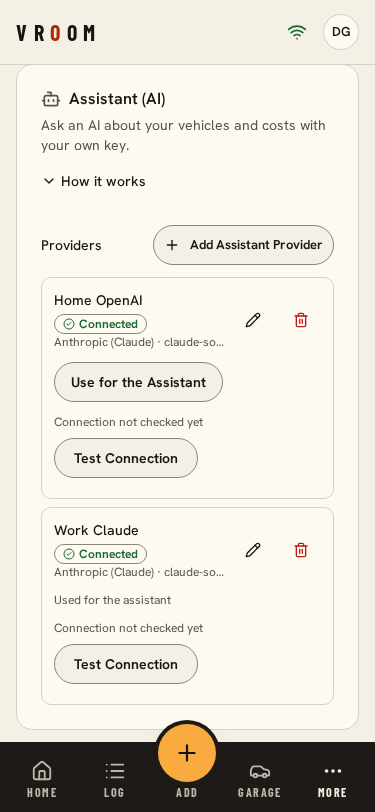 VROOM
DG
Assistant (AI)
Ask an AI about your vehicles and costs with
your own key.
How it works
Providers
Add Assistant Provider
Home OpenAI
Connected
Anthropic (Claude) · claude-so...
Use for the Assistant
Connection not checked yet
Test Connection
Work Claude
Connected
Anthropic (Claude) · claude-so...
Used for the assistant
Connection not checked yet
Test Connection
HOME
LOG
ADD
GARAGE
MORE